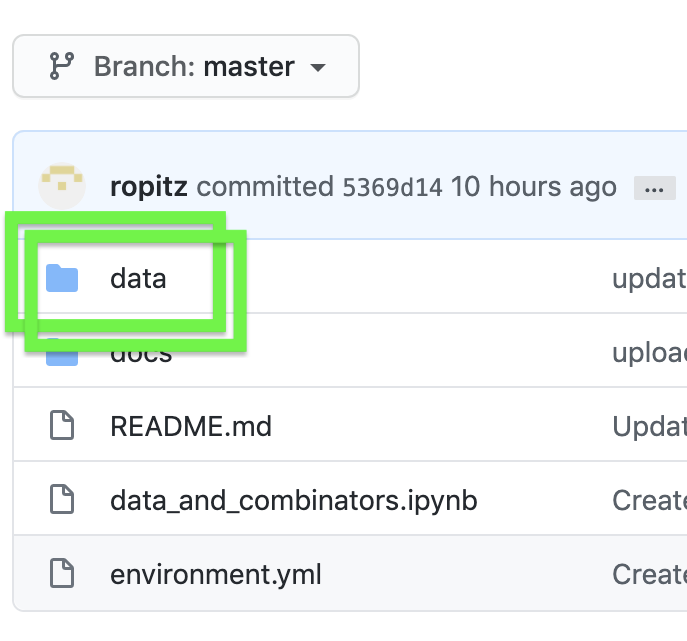 Branch: master
ropitz committed 5369d14 10 hours ago ...
data updat
docs uploa
README.md Updat
data_and_combinators.ipynb Create
environment.yml Create